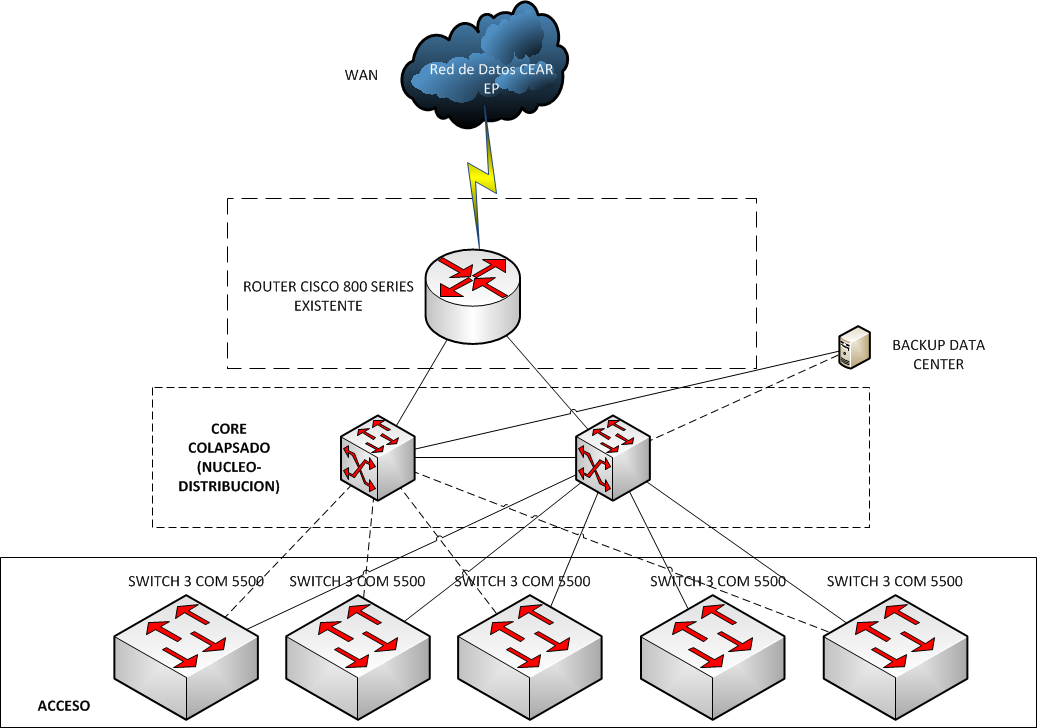 WAN
Red de Datos CEAR
EP
ROUTER CISCO 800 SERIES
EXISTENTE
BACKUP DATA
CENTER
CORE
COLAPSADO
(NUCLEO-
DISTRIBUCION)
SWITCH 3 COM 5500
SWITCH 3 COM 5500
SWITCH 3 COM 5500
SWITCH 3 COM 5500
SWITCH 3 COM 5500
ACCESO